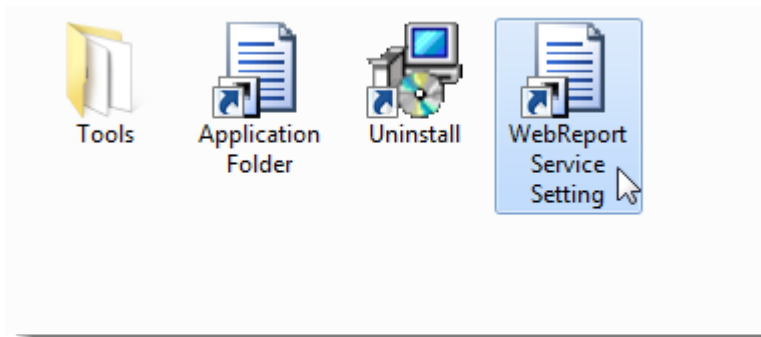 Tools
Application
Folder
Uninstall
WebReport
Service
Setting